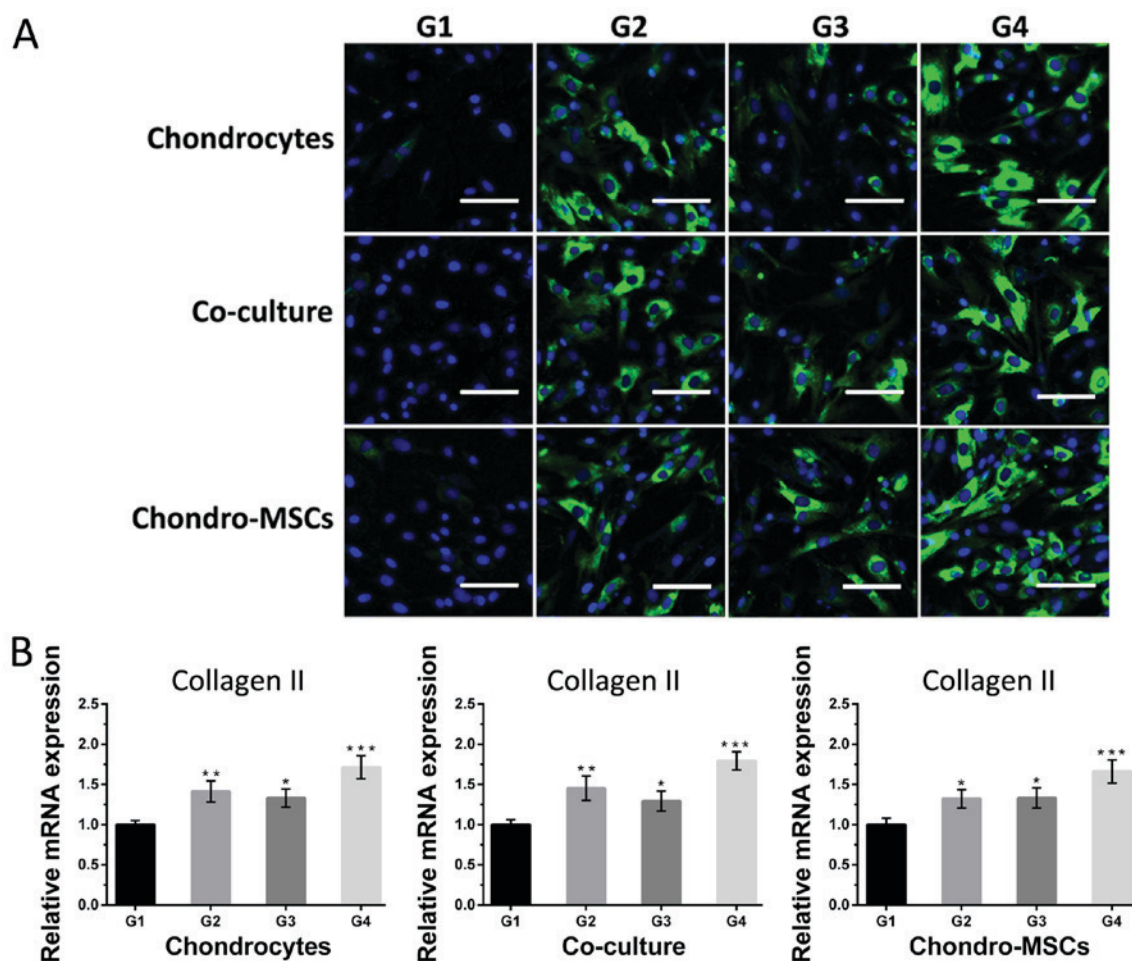 A
G1 G2 G3 G4
Chondrocytes
Co-culture
Chondro-MSCs
B
Collagen II
Relative mRNA expression
2.5
2.0
1.5
1.0
0.5
0.0
** * ***
G1 G2 G3 G4
Chondrocytes
Collagen II
Relative mRNA expression
2.5
2.0
1.5
1.0
0.5
0.0
** * ***
G1 G2 G3 G4
Co-culture
Collagen II
Relative mRNA expression
2.5
2.0
1.5
1.0
0.5
0.0
* * ***
G1 G2 G3 G4
Chondro-MSCs